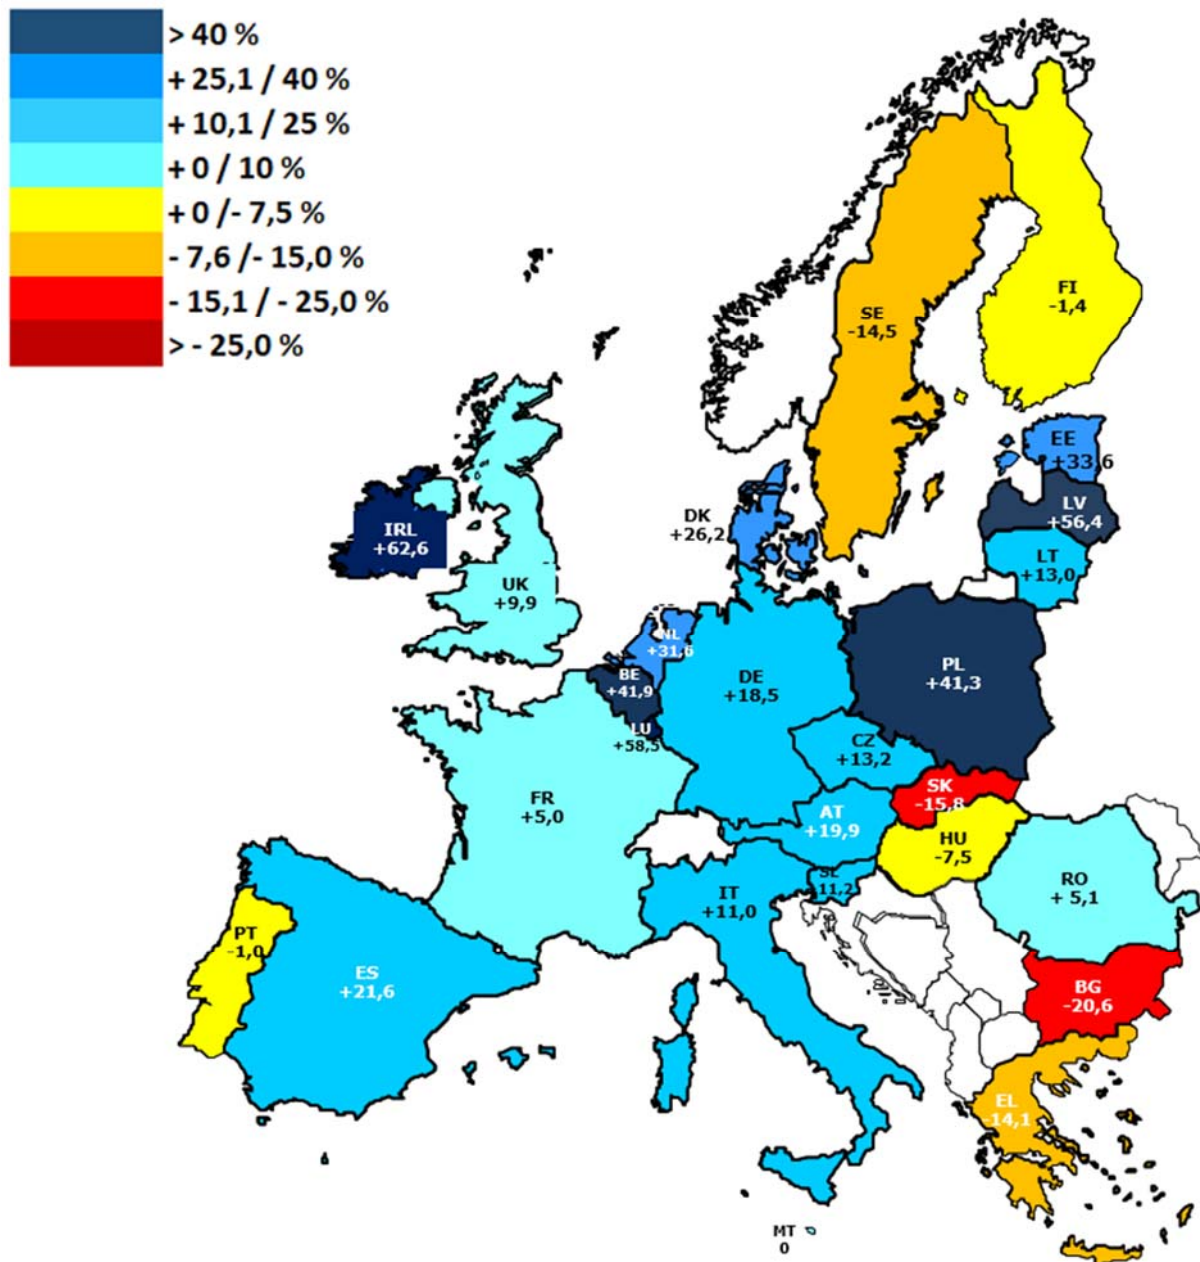 > 40 %
+ 25,1 / 40 %
+ 10,1 / 25 %
+ 0 / 10 %
+ 0 /- 7,5 %
- 7,6 /- 15,0 %
- 15,1 / - 25,0 %
> - 25,0 %
FI
-1,4
SE
-14,5
EE
+33,6
LV
+56,4
DK
+26,2
IRL
+62,6
LT
+13,0
UK
+9,9
NL
+31,6
BE
+41,9
DE
+18,5
PL
+41,3
LU
+58,5
CZ
+13,2
SK
-15,8
FR
+5,0
AT
+19,9
HU
-7,5
SL
11,2
RO
+ 5,1
IT
+11,0
PT
-1,0
ES
+21,6
BG
-20,6
EL
-14,1
MT
0